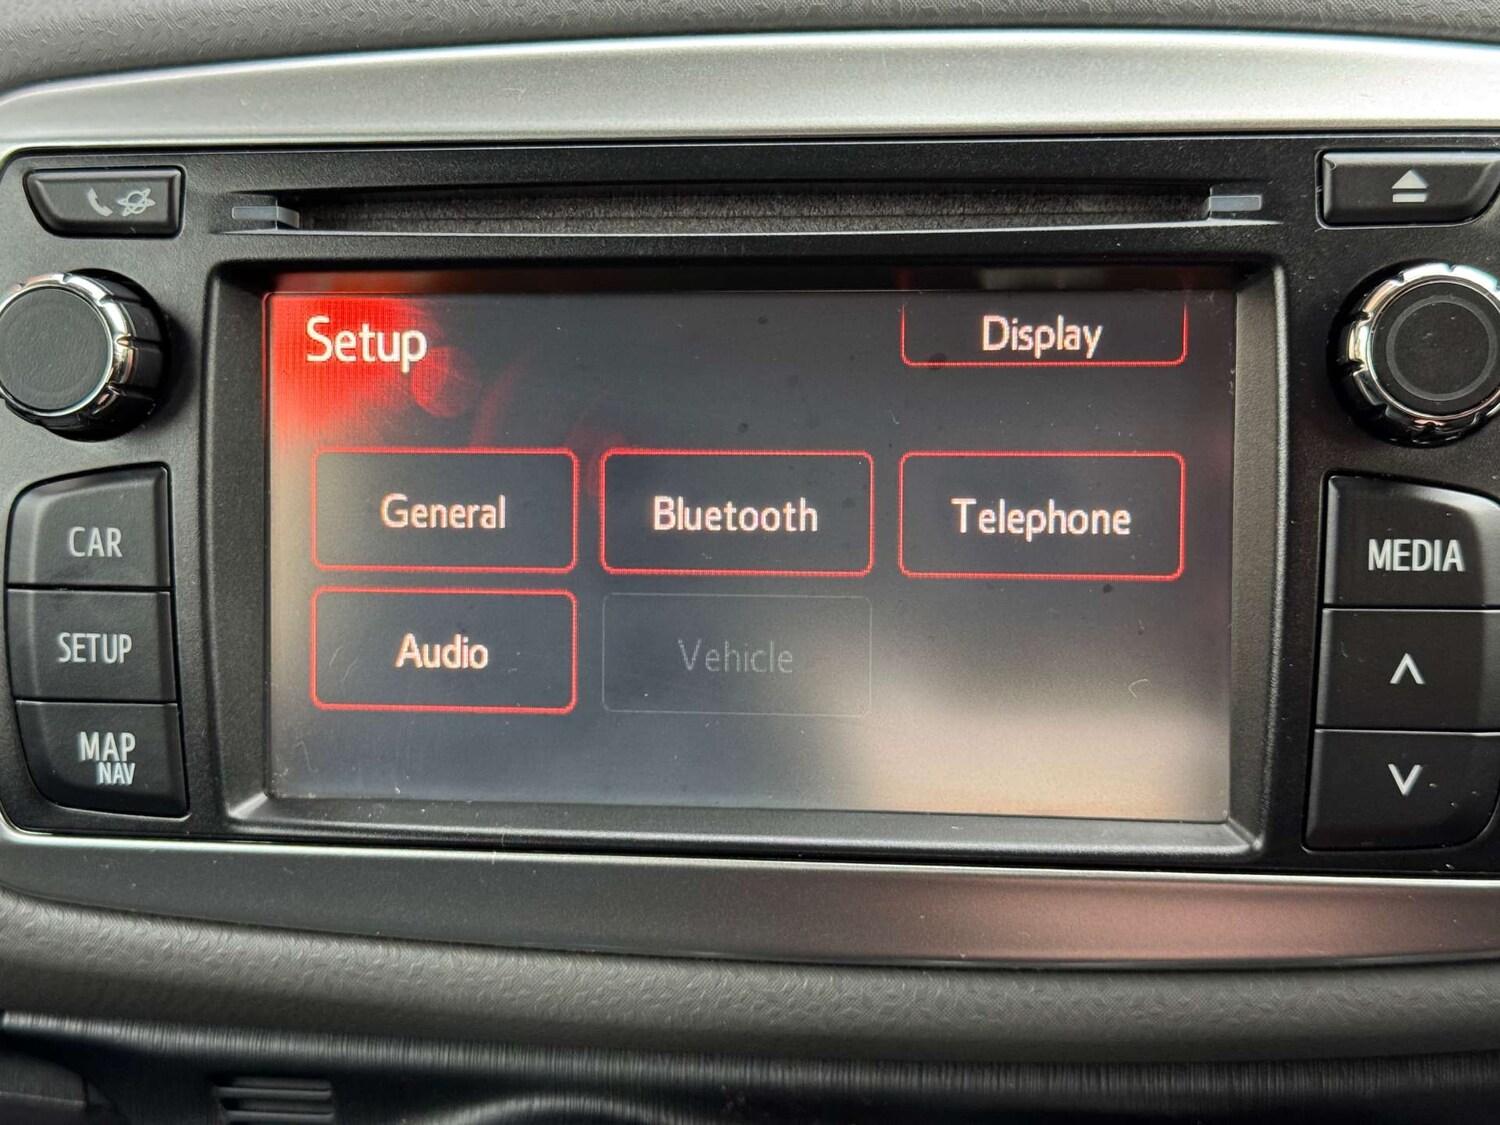 Setup
Display
General
Bluetooth
Telephone
Audio
Vehicle
CAR
SETUP
MAP
NAV
MEDIA